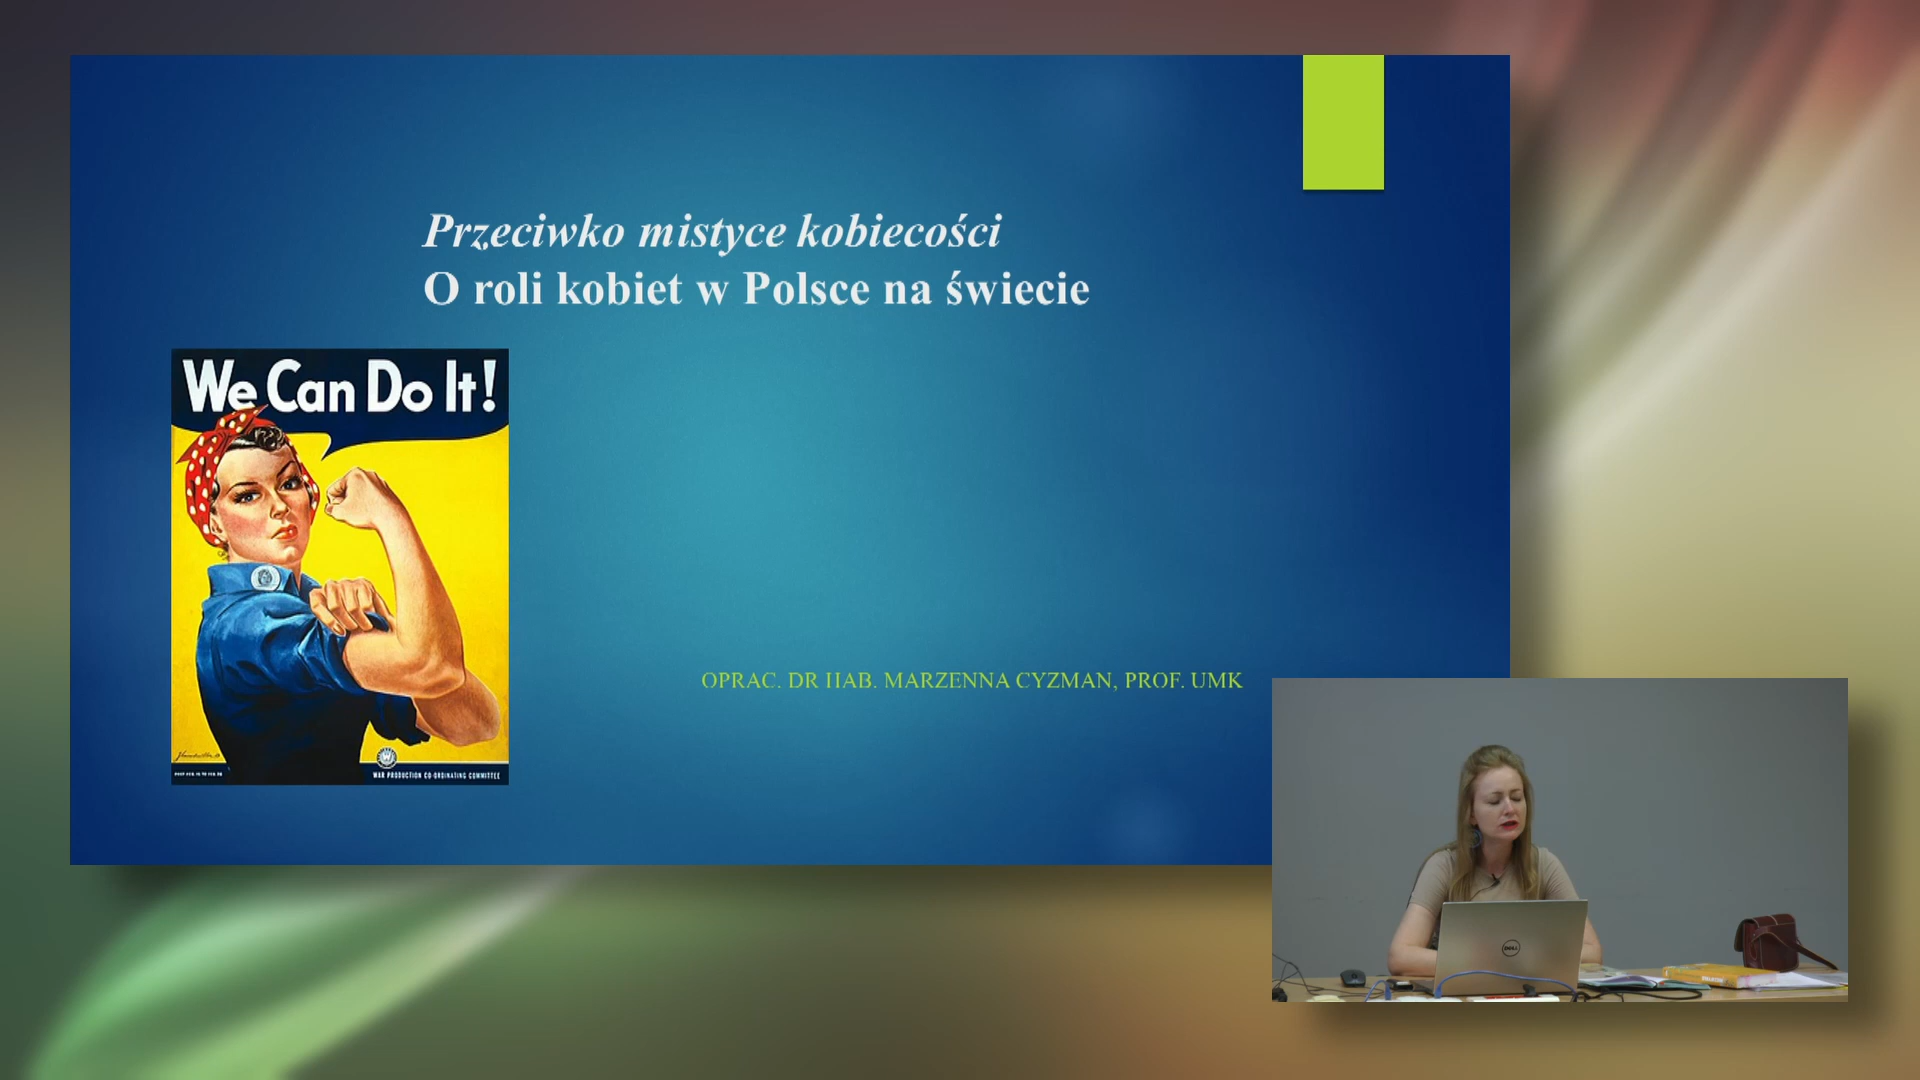 Przeciwko mistyce kobiecości
O roli kobiet w Polsce na świecie
We Can Do It!
WAR PRODUCTION CO-ORDINATING COMMITTEE
OPRAC. DR HAB. MARZENNA CYZMAN, PROF. UMK
DELL